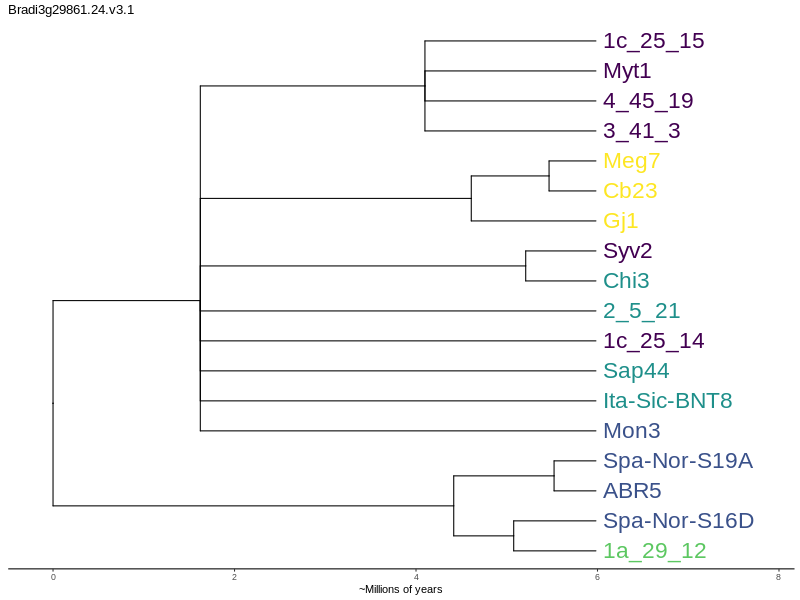 Bradi3g29861.24.v3.1
1c_25_15
Myt1
4_45_19
3_41_3
Meg7
Cb23
Gj1
Syv2
Chi3
2_5_21
1c_25_14
Sap44
Ita-Sic-BNT8
Mon3
Spa-Nor-S19A
ABR5
Spa-Nor-S16D
1a_29_12
0 2 4 6 8
~Millions of years